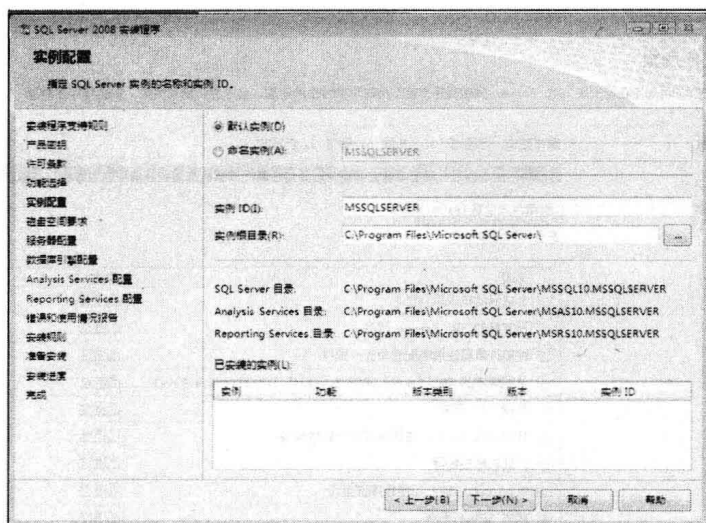 SQL Server 2008 安装程序
实例配置
指定 SQL Server 实例的名称和实例 ID。
安装程序支持规则
产品密钥
许可条款
功能选择
实例配置
磁盘空间要求
服务器配置
数据库引擎配置
Analysis Services 配置
Reporting Services 配置
错误和使用情况报告
安装规则
准备安装
安装进度
完成
默认实例(D)
命名实例(A): MSSQLSERVER
实例 ID(I): MSSQLSERVER
实例根目录(R): C:\Program Files\Microsoft SQL Server\ ...
SQL Server 目录: C:\Program Files\Microsoft SQL Server\MSSQL10.MSSQLSERVER
Analysis Services 目录: C:\Program Files\Microsoft SQL Server\MSAS10.MSSQLSERVER
Reporting Services 目录: C:\Program Files\Microsoft SQL Server\MSRS10.MSSQLSERVER
已安装的实例(L):
实例 功能 版本类别 版本 实例 ID
< 上一步(B) 下一步(N) > 取消 帮助